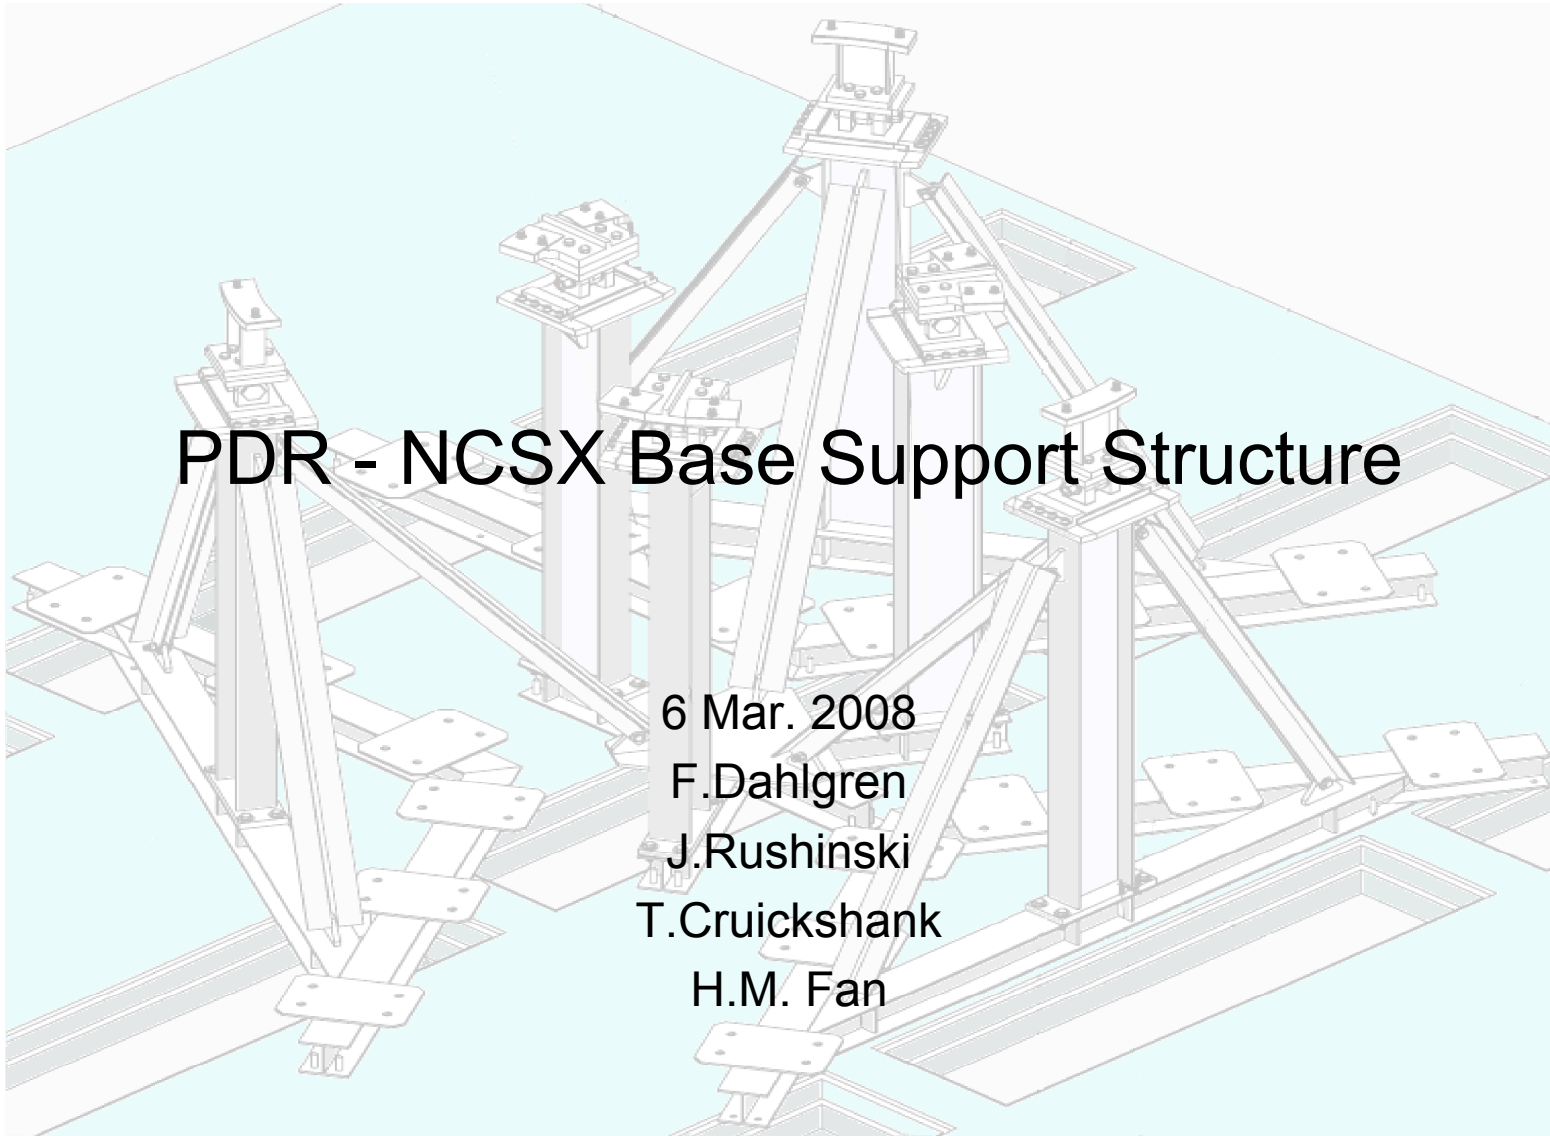 PDR - NCSX Base Support Structure
6 Mar. 2008
F.Dahlgren
J.Rushinski
T.Cruickshank
H.M. Fan